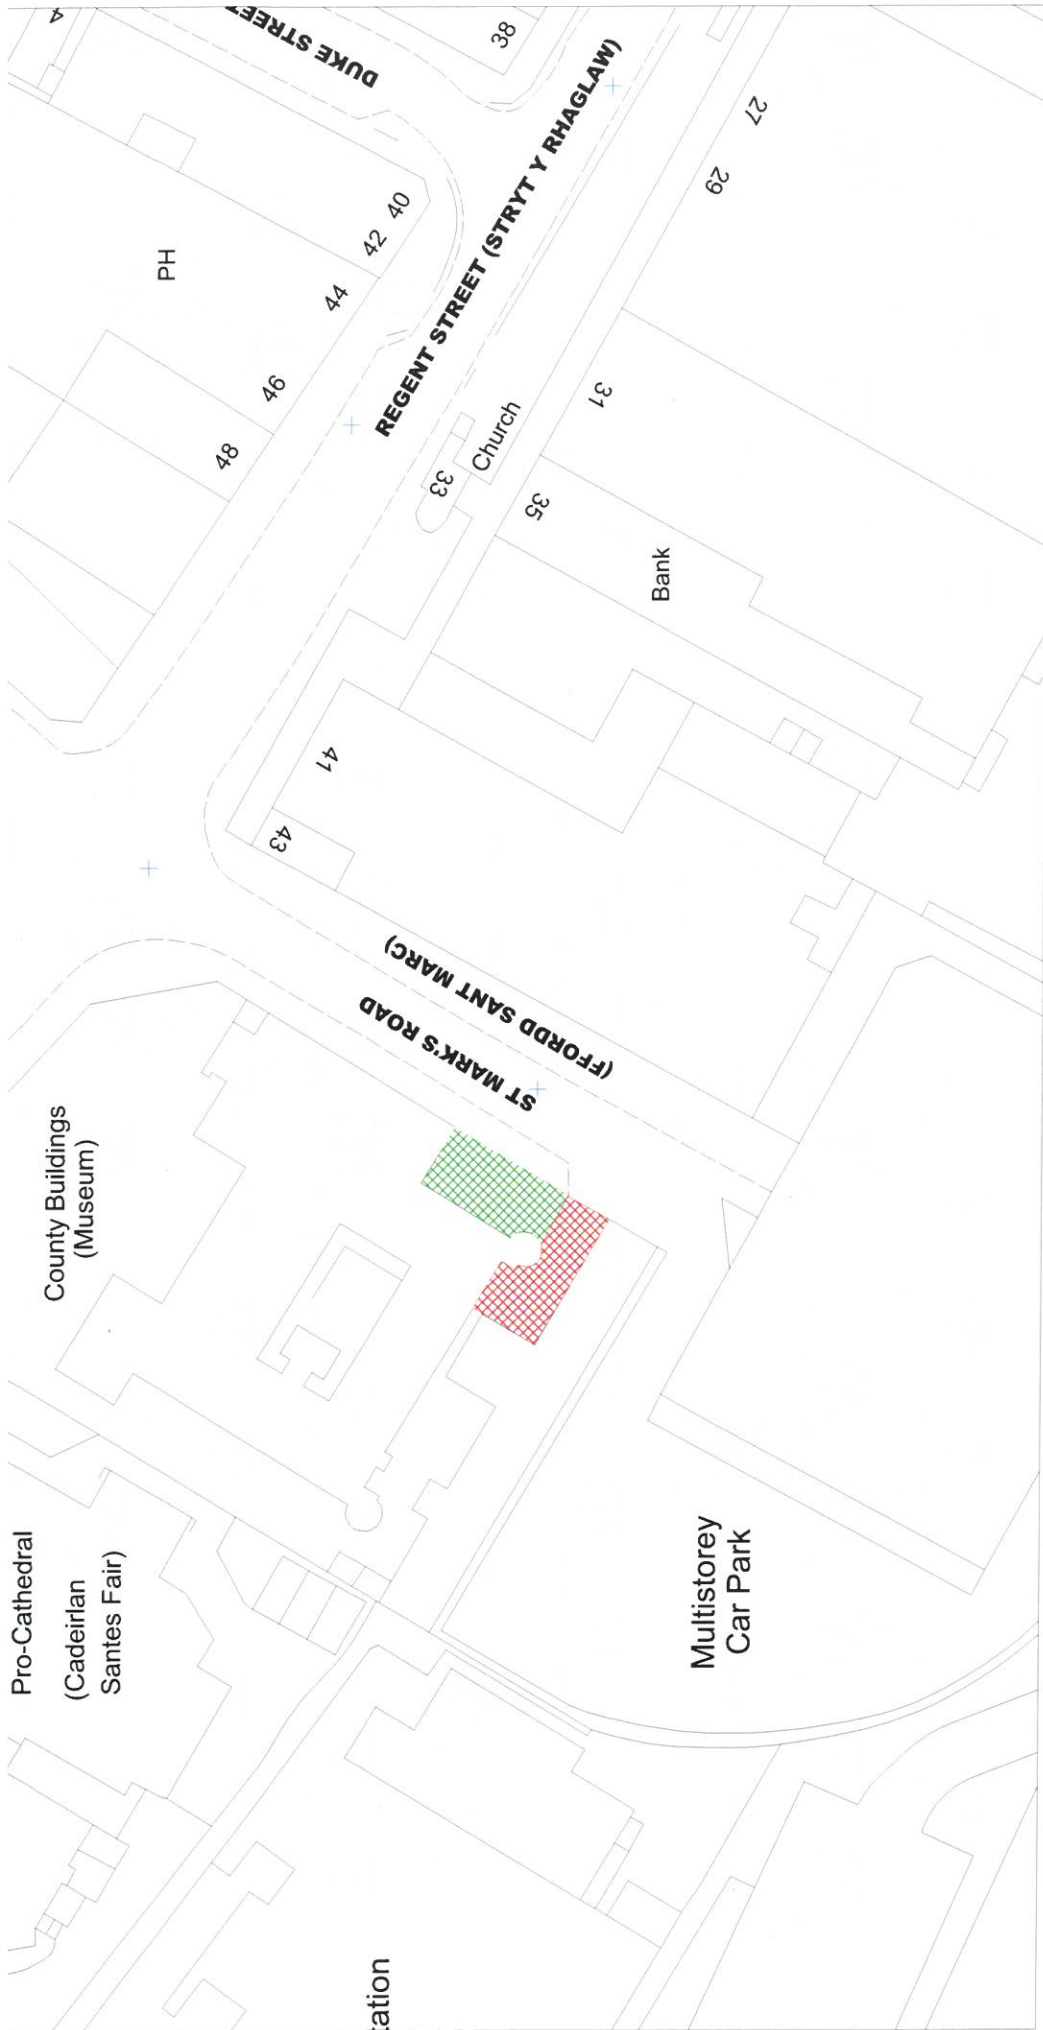 4
DUKE STREET
38
PH
40
42
44
46
48
REGENT STREET (STRYT Y RHAGLAW)
27
29
31
33
Church
35
Bank
41
43
ST MARK'S ROAD
(FFORDD SANT MARC)
County Buildings
(Museum)
Pro-Cathedral
(Cadeirlan
Santes Fair)
Multistorey
Car Park
tation